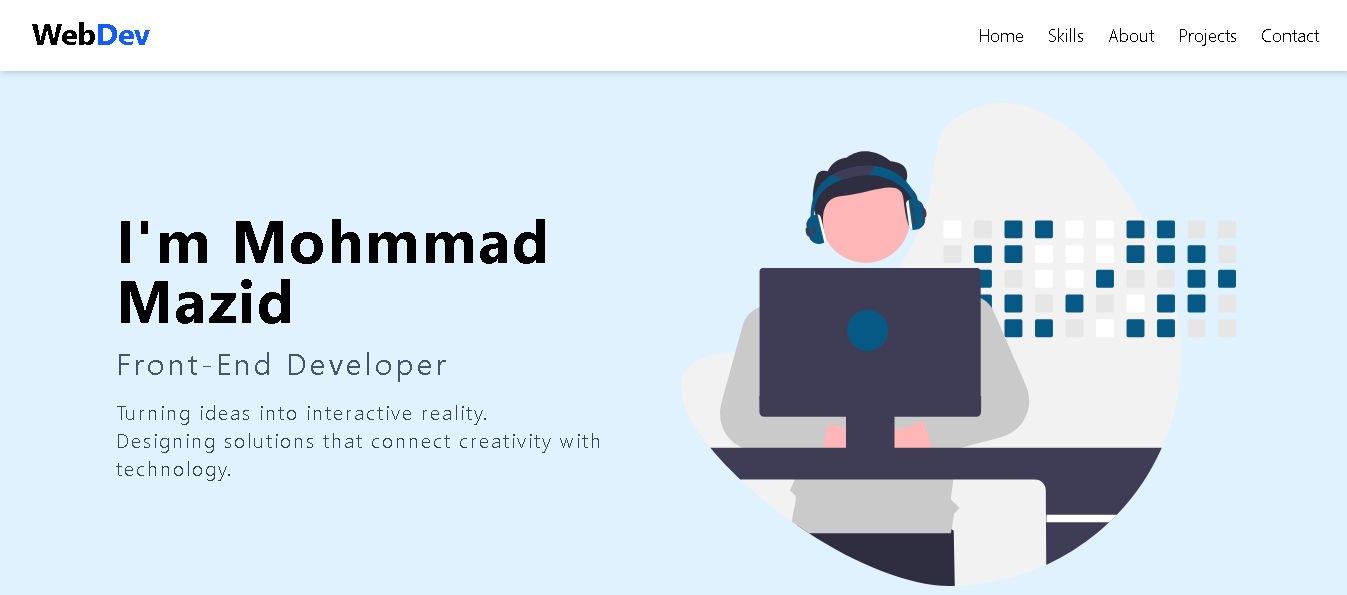 WebDev
Home Skills About Projects Contact
I'm Mohmmad
Mazid
Front-End Developer
Turning ideas into interactive reality.
Designing solutions that connect creativity with
technology.